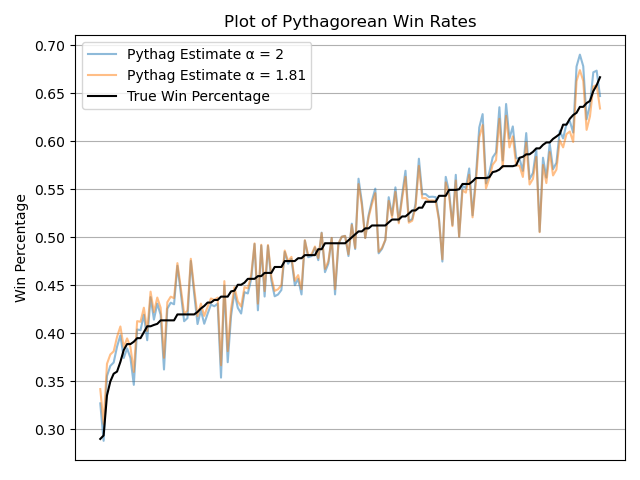 Plot of Pythagorean Win Rates
Pythag Estimate α = 2
Pythag Estimate α = 1.81
True Win Percentage
Win Percentage
0.70
0.65
0.60
0.55
0.50
0.45
0.40
0.35
0.30